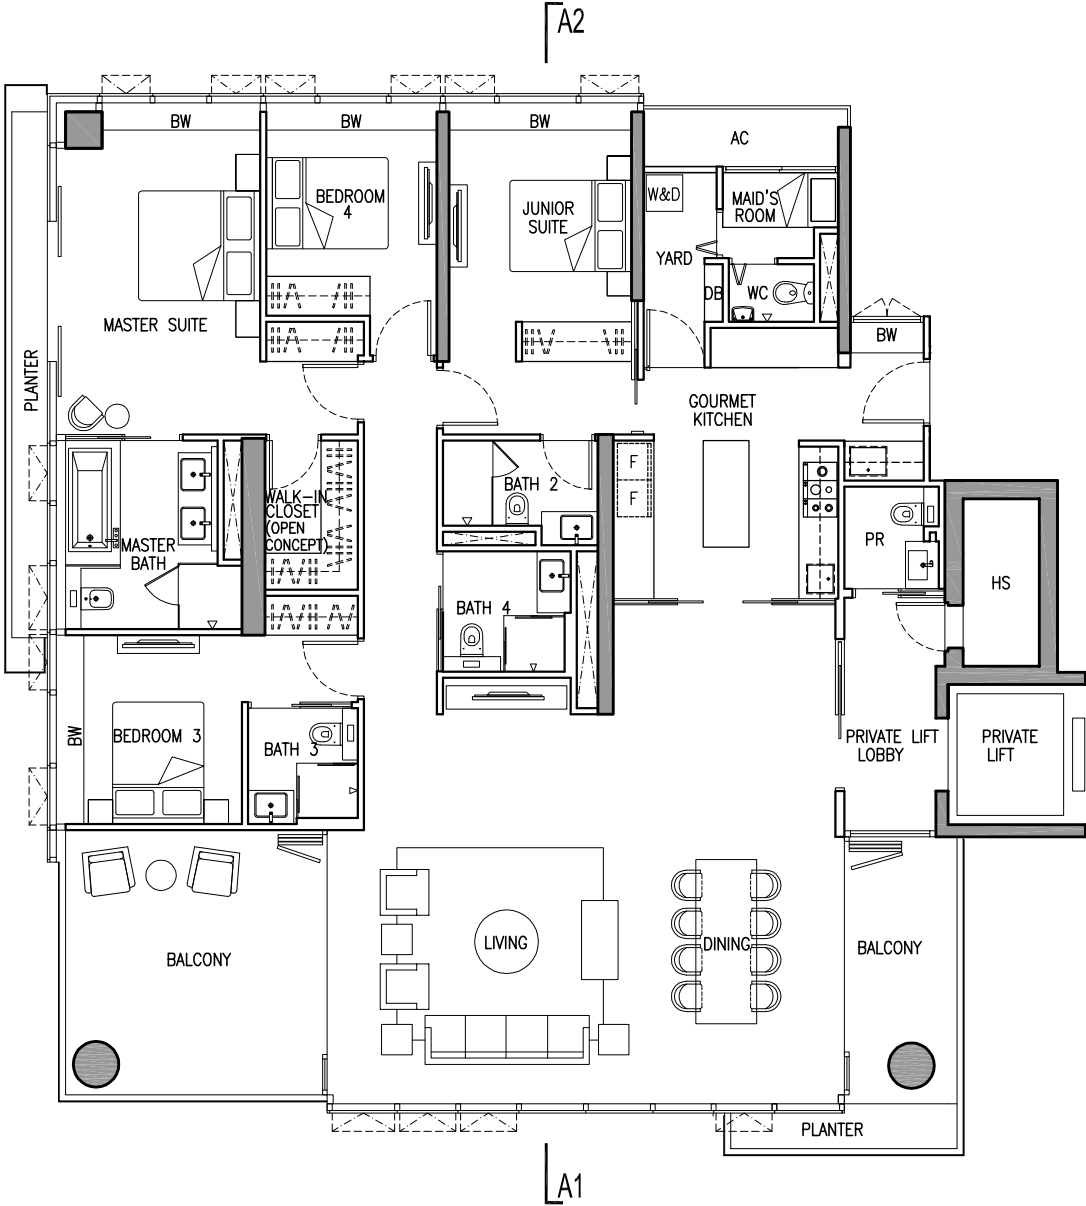 A2
BW
BW
BW
AC
BEDROOM
4
JUNIOR
SUITE
W&D
MAID'S
ROOM
YARD
DB
WC
MASTER SUITE
BW
PLANTER
GOURMET
KITCHEN
F
F
BATH 2
WALK-IN
CLOSET
(OPEN
CONCEPT)
MASTER
BATH
PR
HS
BATH 4
BW
BEDROOM 3
BATH 3
PRIVATE LIFT
LOBBY
PRIVATE
LIFT
LIVING
DINING
BALCONY
BALCONY
PLANTER
A1